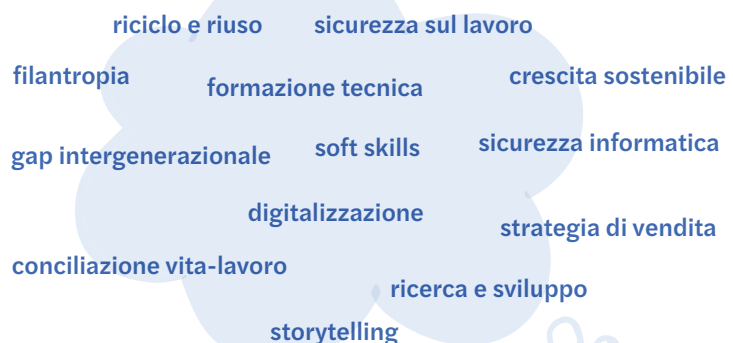 riciclo e riuso
sicurezza sul lavoro
filantropia
formazione tecnica
crescita sostenibile
gap intergenerazionale
soft skills
sicurezza informatica
digitalizzazione
strategia di vendita
conciliazione vita-lavoro
ricerca e sviluppo
storytelling